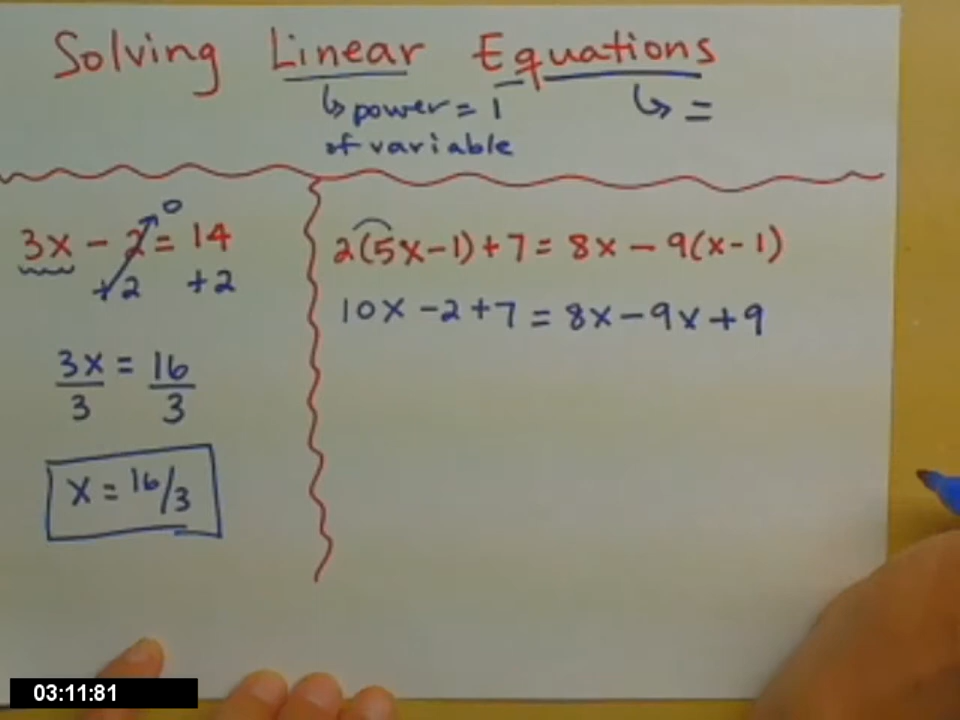 Solving Linear Equations
↳ power = 1
of variable
↳ =
3x - 2 = 14
0
+2 +2
3x = 16
3 3
x = 16/3
2(5x-1)+7 = 8x - 9(x-1)
10x -2+7 = 8x-9x+9
03:11:81